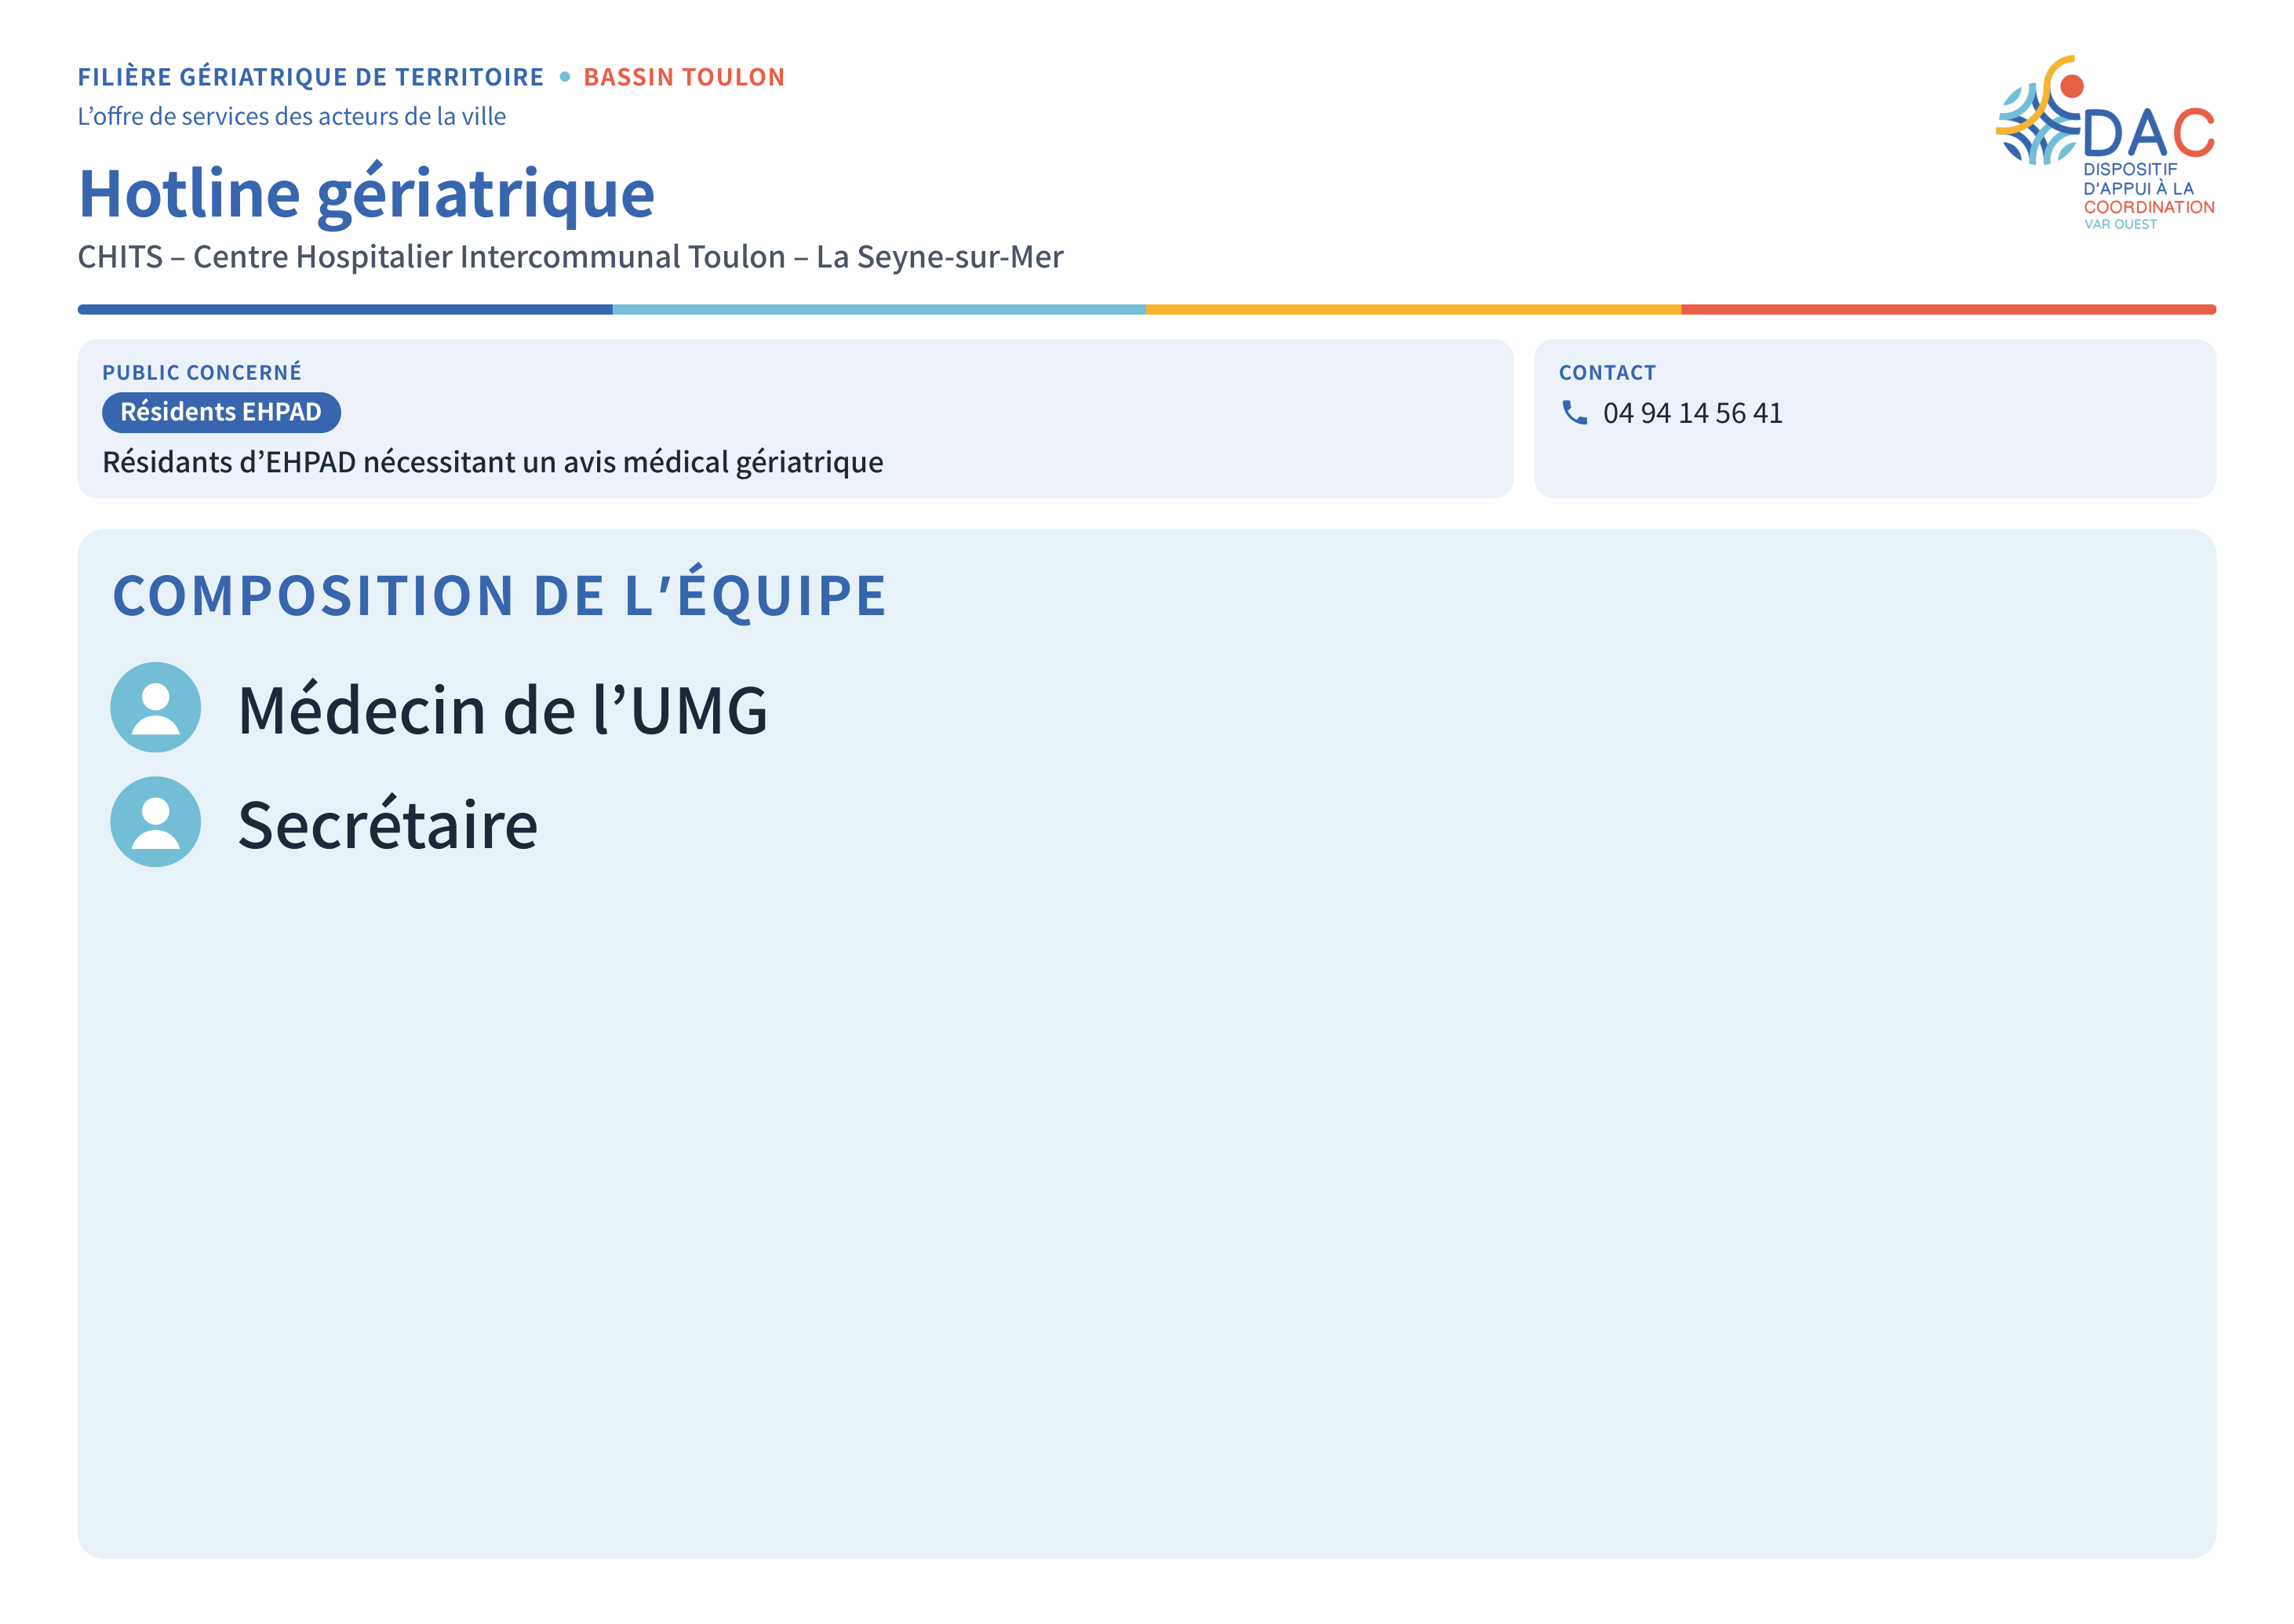 FILIÈRE GÉRIATRIQUE DE TERRITOIRE • BASSIN TOULON
L’offre de services des acteurs de la ville
Hotline gériatrique
CHITS – Centre Hospitalier Intercommunal Toulon – La Seyne-sur-Mer
DAC
DISPOSITIF
D'APPUI À LA
COORDINATION
VAR OUEST
PUBLIC CONCERNÉ
Résidents EHPAD
Résidants d’EHPAD nécessitant un avis médical gériatrique
CONTACT
04 94 14 56 41
COMPOSITION DE L'ÉQUIPE
Médecin de l’UMG
Secrétaire